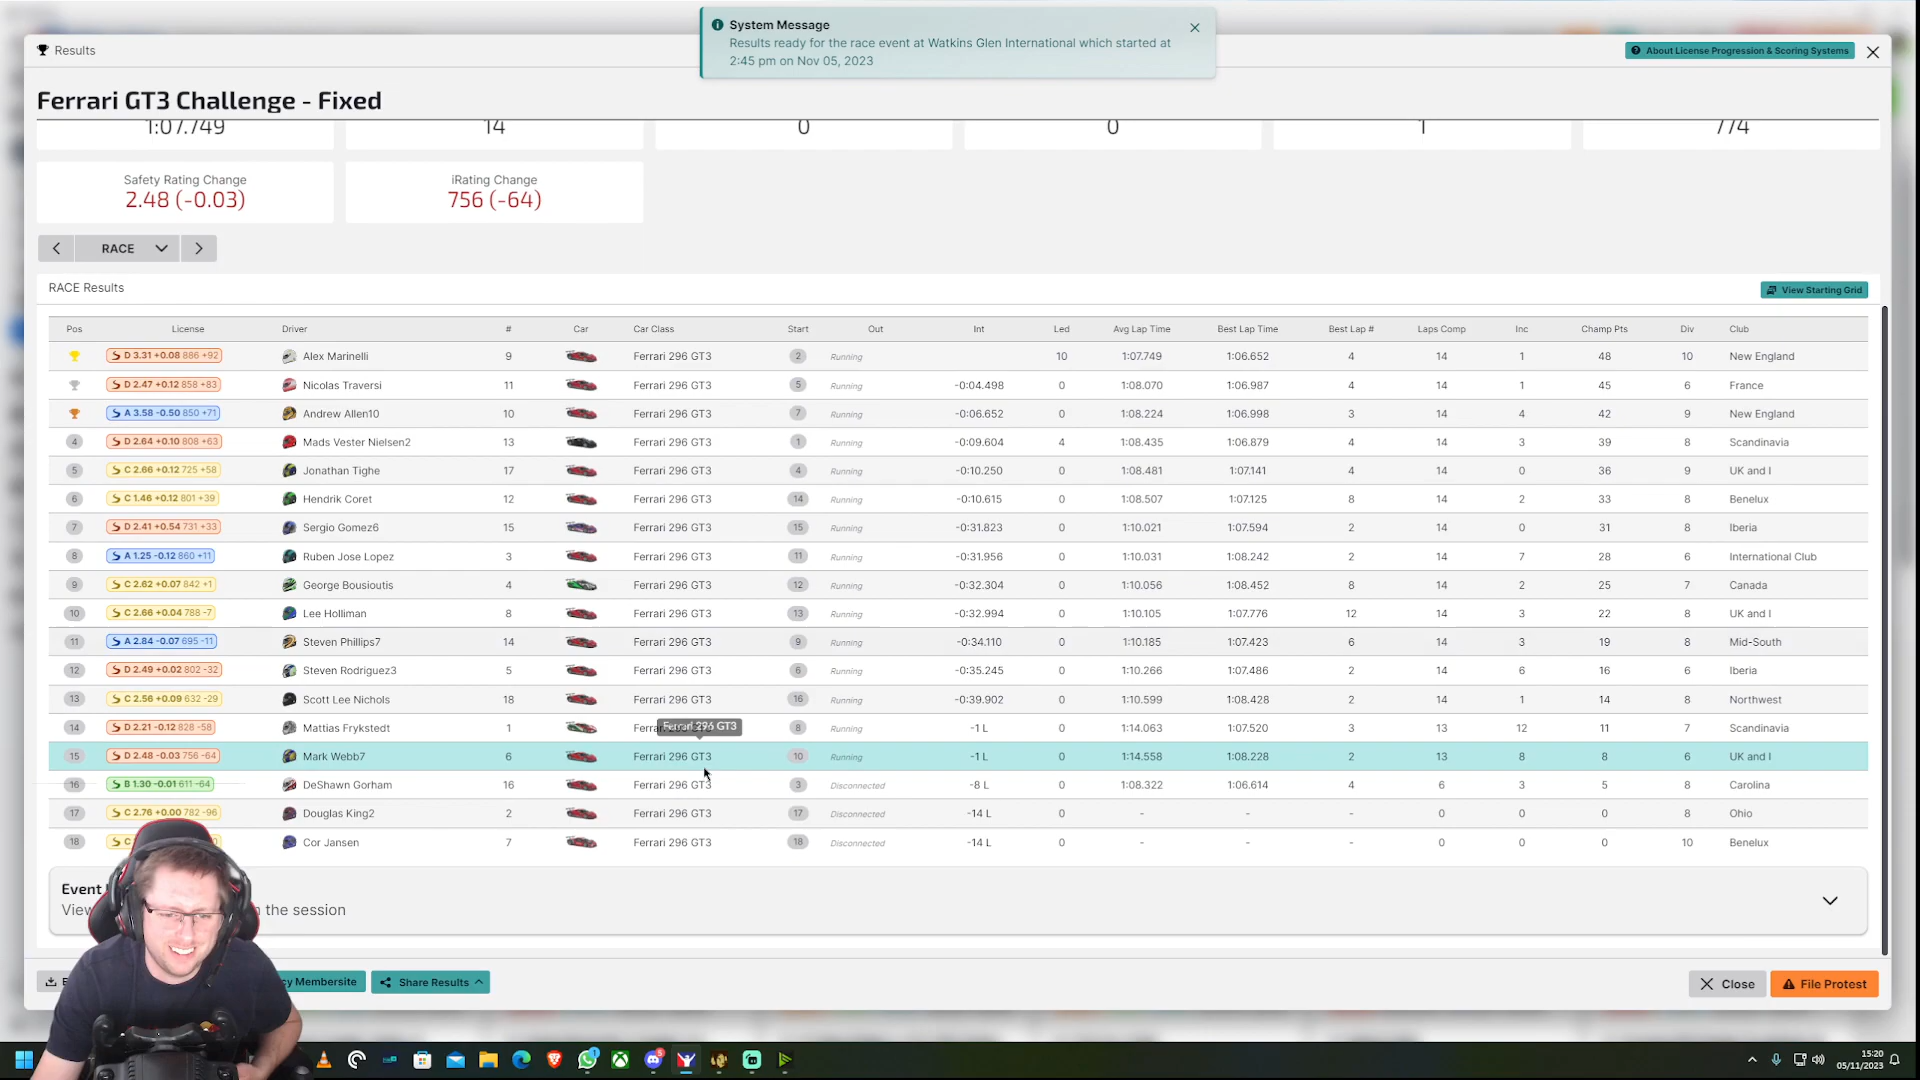 System Message
Results ready for the race event at Watkins Glen International which started at
2:45 pm on Nov 05, 2023
Results
About License Progression & Scoring Systems
Ferrari GT3 Challenge - Fixed
1:07.749 14 0 0 1 774
Safety Rating Change
2.48 (-0.03)
iRating Change
756 (-64)
RACE
RACE Results
View Starting Grid
Pos License Driver # Car Car Class Start Out Int Led Avg Lap Time Best Lap Time Best Lap # Laps Comp Inc Champ Pts Div Club
D 3.31 +0.08 886 +92 Alex Marinelli 9 Ferrari 296 GT3 2 Running 10 1:07.749 1:06.652 4 14 1 48 10 New England
D 2.47 +0.12 858 +83 Nicolas Traversi 11 Ferrari 296 GT3 5 Running -0:04.498 0 1:08.070 1:06.987 4 14 1 45 6 France
A 3.58 -0.50 850 +71 Andrew Allen10 10 Ferrari 296 GT3 7 Running -0:06.652 0 1:08.224 1:06.998 3 14 4 42 9 New England
4 D 2.64 +0.10 808 +63 Mads Vester Nielsen2 13 Ferrari 296 GT3 1 Running -0:09.604 4 1:08.435 1:06.879 4 14 3 39 8 Scandinavia
5 C 2.66 +0.12 725 +58 Jonathan Tighe 17 Ferrari 296 GT3 4 Running -0:10.250 0 1:08.481 1:07.141 4 14 0 36 9 UK and I
6 C 1.46 +0.12 801 +39 Hendrik Coret 12 Ferrari 296 GT3 14 Running -0:10.615 0 1:08.507 1:07.125 8 14 2 33 8 Benelux
7 D 2.41 +0.54 731 +33 Sergio Gomez6 15 Ferrari 296 GT3 15 Running -0:31.823 0 1:10.021 1:07.594 2 14 0 31 8 Iberia
8 A 1.25 -0.12 860 +11 Ruben Jose Lopez 3 Ferrari 296 GT3 11 Running -0:31.956 0 1:10.031 1:08.242 2 14 7 28 6 International Club
9 C 2.62 +0.07 842 +1 George Bousioutis 4 Ferrari 296 GT3 12 Running -0:32.304 0 1:10.056 1:08.452 8 14 2 25 7 Canada
10 C 2.66 +0.04 788 -7 Lee Holliman 8 Ferrari 296 GT3 13 Running -0:32.994 0 1:10.105 1:07.776 12 14 3 22 8 UK and I
11 A 2.84 -0.07 695 -11 Steven Phillips7 14 Ferrari 296 GT3 9 Running -0:34.110 0 1:10.185 1:07.423 6 14 3 19 8 Mid-South
12 D 2.49 +0.02 802 -32 Steven Rodriguez3 5 Ferrari 296 GT3 6 Running -0:35.245 0 1:10.266 1:07.486 2 14 6 16 6 Iberia
13 C 2.56 +0.09 632 -29 Scott Lee Nichols 18 Ferrari 296 GT3 16 Running -0:39.902 0 1:10.599 1:08.428 2 14 1 14 8 Northwest
Ferrari 296 GT3
14 D 2.21 -0.12 828 -58 Mattias Frykstedt 1 8 Running -1 L 0 1:14.063 1:07.520 3 13 12 11 7 Scandinavia
15 D 2.48 -0.03 756 -64 Mark Webb7 6 Ferrari 296 GT3 10 Running -1 L 0 1:14.558 1:08.228 2 13 8 8 6 UK and I
16 B 1.30 -0.01 611 -64 DeShawn Gorham 16 Ferrari 296 GT3 3 Disconnected -8 L 0 1:08.322 1:06.614 4 6 3 5 8 Carolina
17 C 2.76 +0.00 782 -96 Douglas King2 2 Ferrari 296 GT3 17 Disconnected -14 L 0 - - - 0 0 0 8 Ohio
18 C Cor Jansen 7 Ferrari 296 GT3 18 Disconnected -14 L 0 - - - 0 0 0 10 Benelux
Event
View the session
Membersite
Share Results
Close
File Protest
15:20
05/11/2023